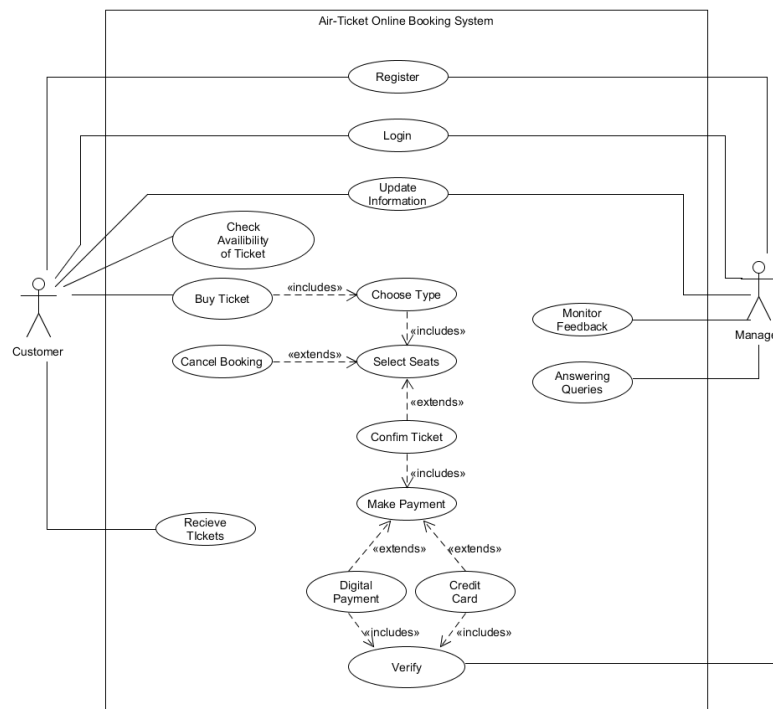 Air-Ticket Online Booking System
Register
Login
Update
Information
Check
Availibility
of Ticket
Buy Ticket
«includes»
Choose Type
«includes»
Cancel Booking
«extends»
Select Seats
«extends»
Confim Ticket
«includes»
Make Payment
«extends»
«extends»
Digital
Payment
Credit
Card
«includes»
«includes»
Verify
Recieve
TIckets
Customer
Monitor
Feedback
Answering
Queries
Manage